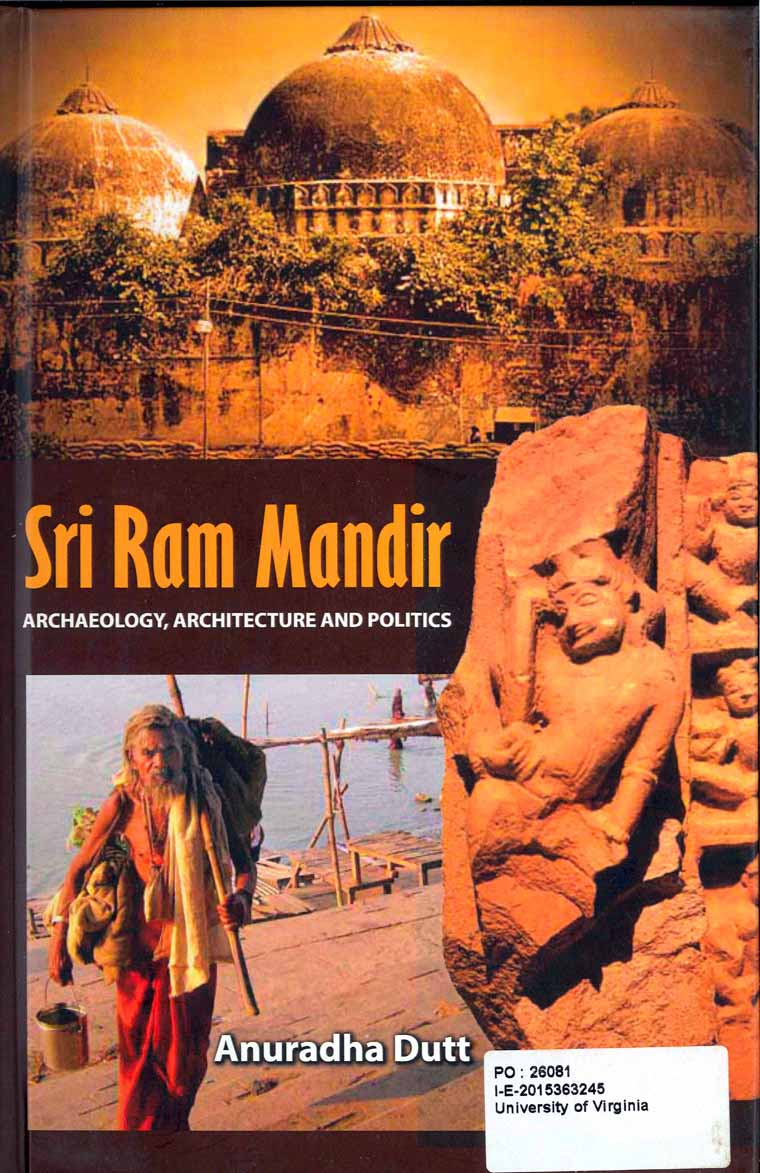 Sri Ram Mandir
ARCHAEOLOGY, ARCHITECTURE AND POLITICS
Anuradha Dutt
PO : 26081
I-E-2015363245
University of Virginia